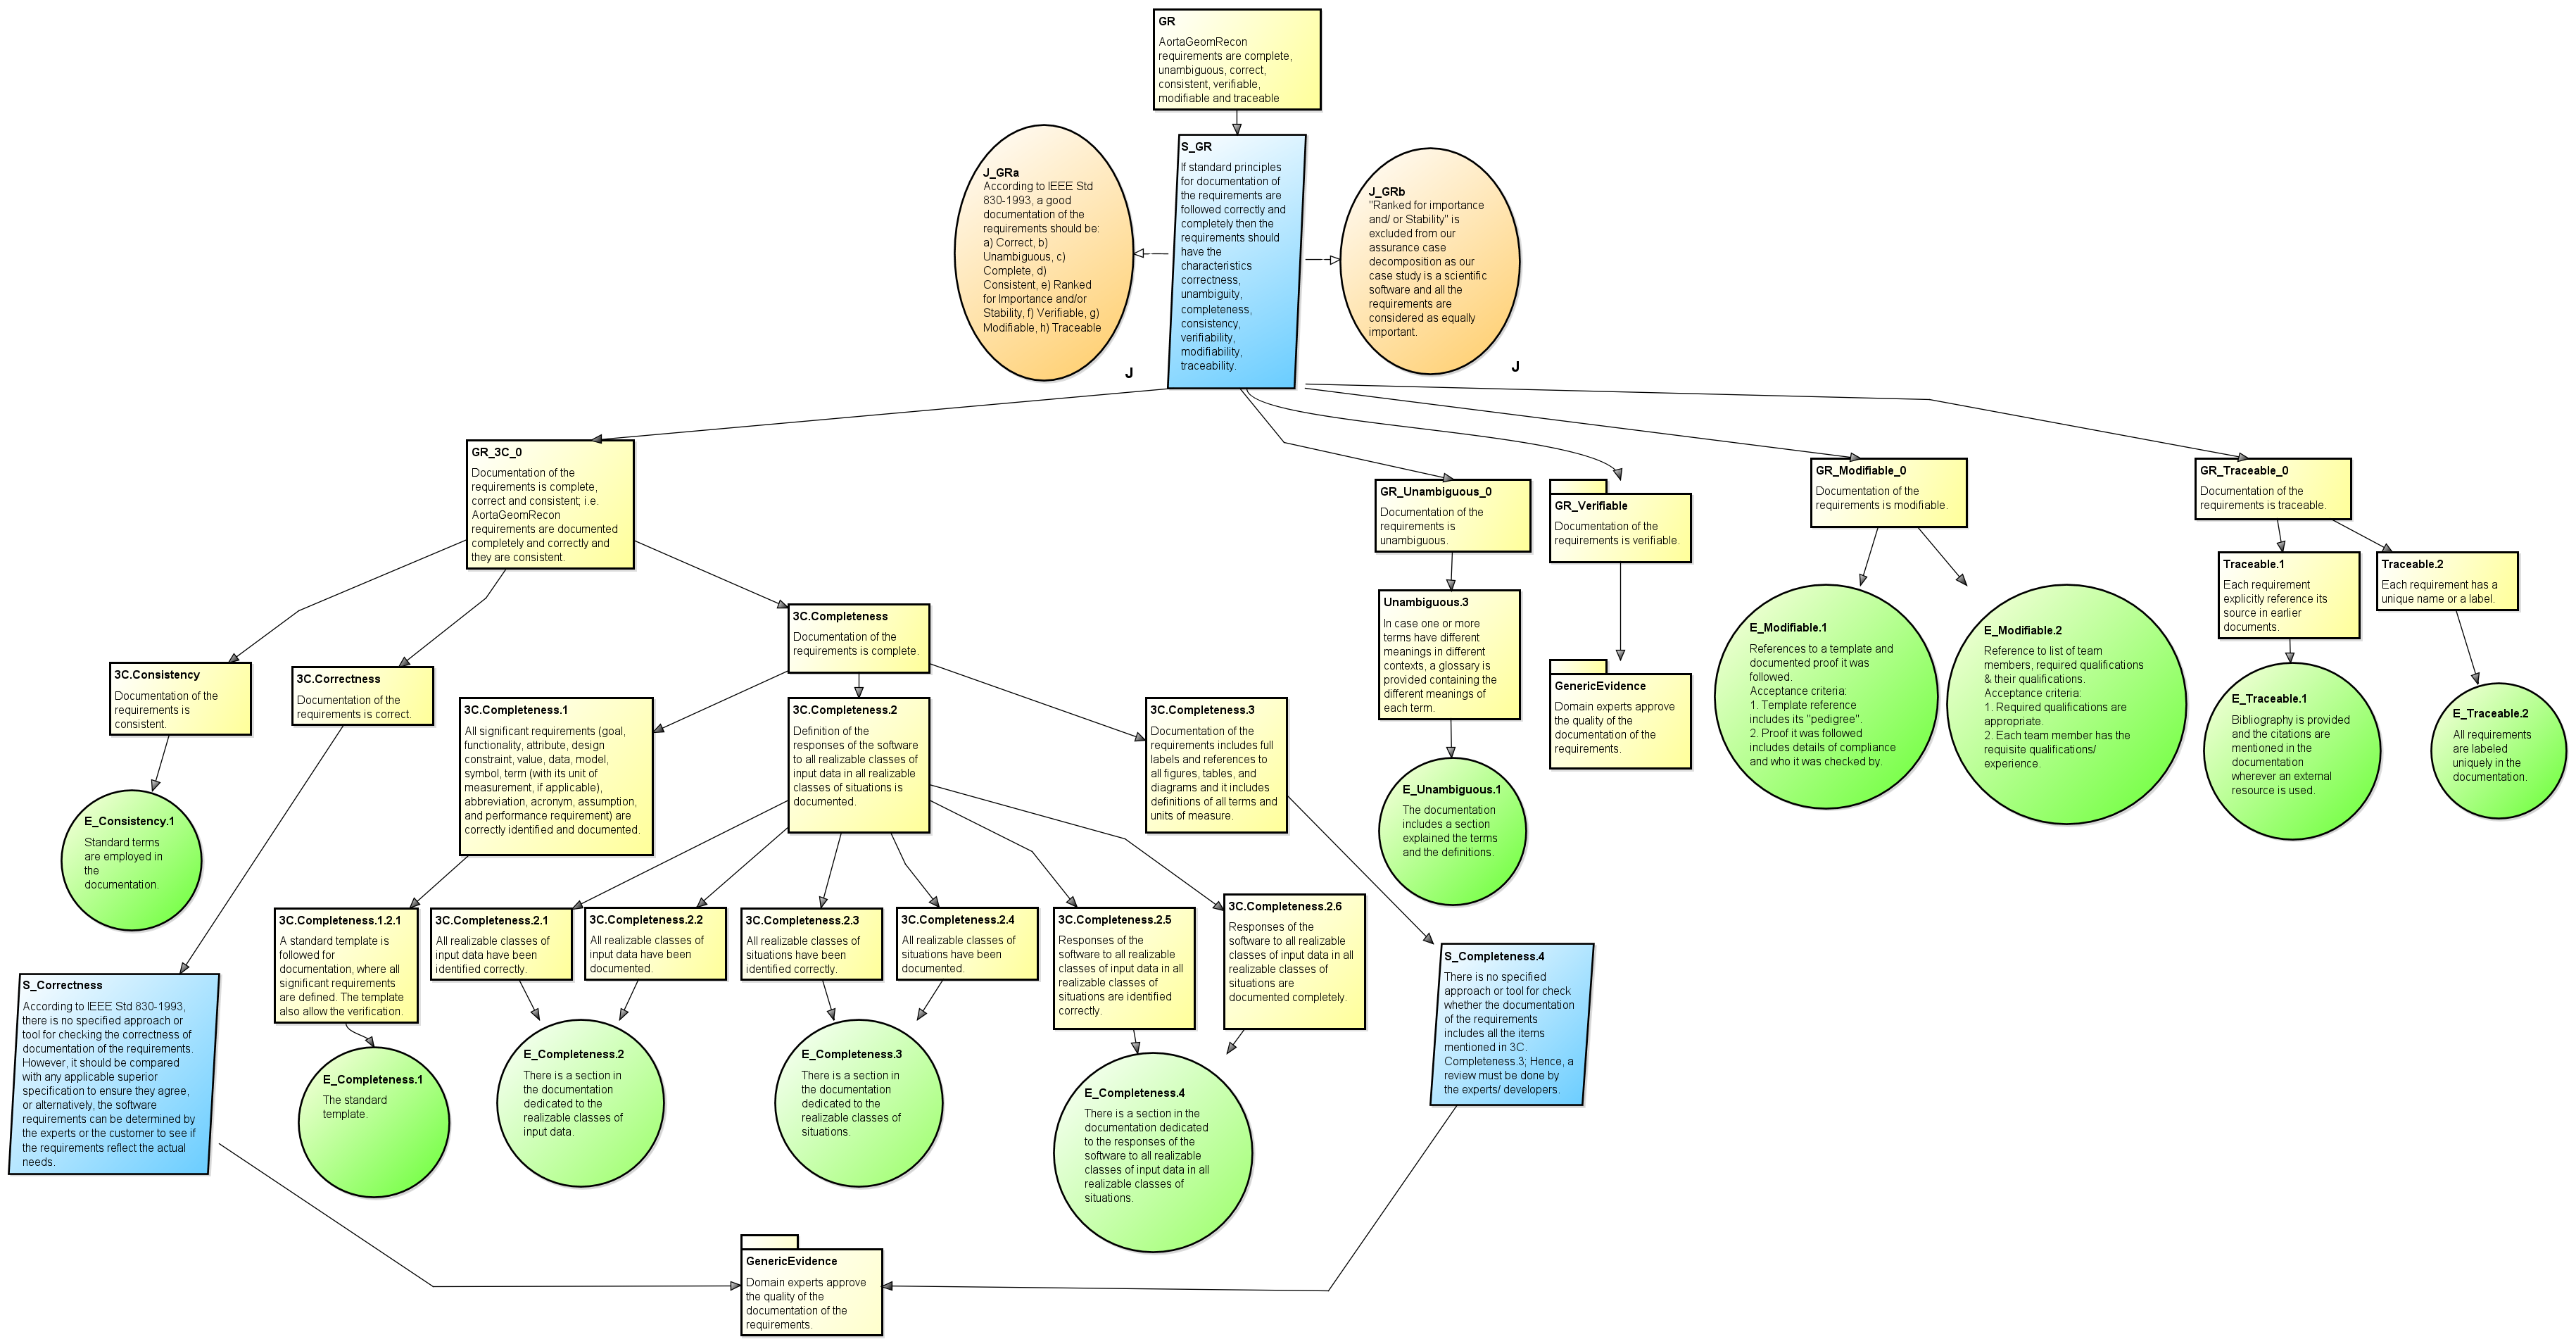 GR
AortaGeomRecon
requirements are complete,
unambiguous, correct,
consistent, verifiable,
modifiable and traceable
J_GRa
According to IEEE Std
830-1993, a good
documentation of the
requirements should be:
a) Correct, b)
Unambiguous, c)
Complete, d)
Consistent, e) Ranked
for Importance and/or
Stability, f) Verifiable, g)
Modifiable, h) Traceable
J
S_GR
If standard principles
for documentation of
the requirements are
followed correctly and
completely then the
requirements should
have the
characteristics
correctness,
unambiguity,
completeness,
consistency,
verifiability,
modifiability,
traceability.
J_GRb
"Ranked for importance
and/ or Stability" is
excluded from our
assurance case
decomposition as our
case study is a scientific
software and all the
requirements are
considered as equally
important.
J
GR_3C_0
Documentation of the
requirements is complete,
correct and consistent; i.e.
AortaGeomRecon
requirements are documented
completely and correctly and
they are consistent.
GR_Unambiguous_0
Documentation of the
requirements is
unambiguous.
GR_Verifiable
Documentation of the
requirements is verifiable.
GR_Modifiable_0
Documentation of the
requirements is modifiable.
GR_Traceable_0
Documentation of the
requirements is traceable.
3C.Consistency
Documentation of the
requirements is
consistent.
3C.Correctness
Documentation of the
requirements is correct.
3C.Completeness
Documentation of the
requirements is complete.
Unambiguous.3
In case one or more
terms have different
meanings in different
contexts, a glossary is
provided containing the
different meanings of
each term.
GenericEvidence
Domain experts approve
the quality of the
documentation of the
requirements.
E_Modifiable.1
References to a template and
documented proof it was
followed.
Acceptance criteria:
1. Template reference
includes its "pedigree".
2. Proof it was followed
includes details of compliance
and who it was checked by.
E_Modifiable.2
Reference to list of team
members, required qualifications
& their qualifications.
Acceptance criteria:
1. Required qualifications are
appropriate.
2. Each team member has the
requisite qualifications/
experience.
Traceable.1
Each requirement
explicitly reference its
source in earlier
documents.
Traceable.2
Each requirement has a
unique name or a label.
E_Traceable.1
Bibliography is provided
and the citations are
mentioned in the
documentation
wherever an external
resource is used.
E_Traceable.2
All requirements
are labeled
uniquely in the
documentation.
3C.Completeness.1
All significant requirements (goal,
functionality, attribute, design
constraint, value, data, model,
symbol, term (with its unit of
measurement, if applicable),
abbreviation, acronym, assumption,
and performance requirement) are
correctly identified and documented.
3C.Completeness.2
Definition of the
responses of the software
to all realizable classes of
input data in all realizable
classes of situations is
documented.
3C.Completeness.3
Documentation of the
requirements includes full
labels and references to
all figures, tables, and
diagrams and it includes
definitions of all terms and
units of measure.
E_Unambiguous.1
The documentation
includes a section
explained the terms
and the definitions.
E_Consistency.1
Standard terms
are employed in
the
documentation.
3C.Completeness.1.2.1
A standard template is
followed for
documentation, where all
significant requirements
are defined. The template
also allow the verification.
3C.Completeness.2.1
All realizable classes of
input data have been
identified correctly.
3C.Completeness.2.2
All realizable classes of
input data have been
documented.
3C.Completeness.2.3
All realizable classes of
situations have been
identified correctly.
3C.Completeness.2.4
All realizable classes of
situations have been
documented.
3C.Completeness.2.5
Responses of the
software to all realizable
classes of input data in all
realizable classes of
situations are identified
correctly.
3C.Completeness.2.6
Responses of the
software to all realizable
classes of input data in all
realizable classes of
situations are
documented completely.
S_Completeness.4
There is no specified
approach or tool for check
whether the documentation
of the requirements
includes all the items
mentioned in 3C.
Completeness.3; Hence, a
review must be done by
the experts/ developers.
S_Correctness
According to IEEE Std 830-1993,
there is no specified approach or
tool for checking the correctness of
documentation of the requirements.
However, it should be compared
with any applicable superior
specification to ensure they agree,
or alternatively, the software
requirements can be determined by
the experts or the customer to see if
the requirements reflect the actual
needs.
E_Completeness.1
The standard
template.
E_Completeness.2
There is a section in
the documentation
dedicated to the
realizable classes of
input data.
E_Completeness.3
There is a section in
the documentation
dedicated to the
realizable classes of
situations.
E_Completeness.4
There is a section in the
documentation dedicated
to the responses of the
software to all realizable
classes of input data in all
realizable classes of
situations.
GenericEvidence
Domain experts approve
the quality of the
documentation of the
requirements.